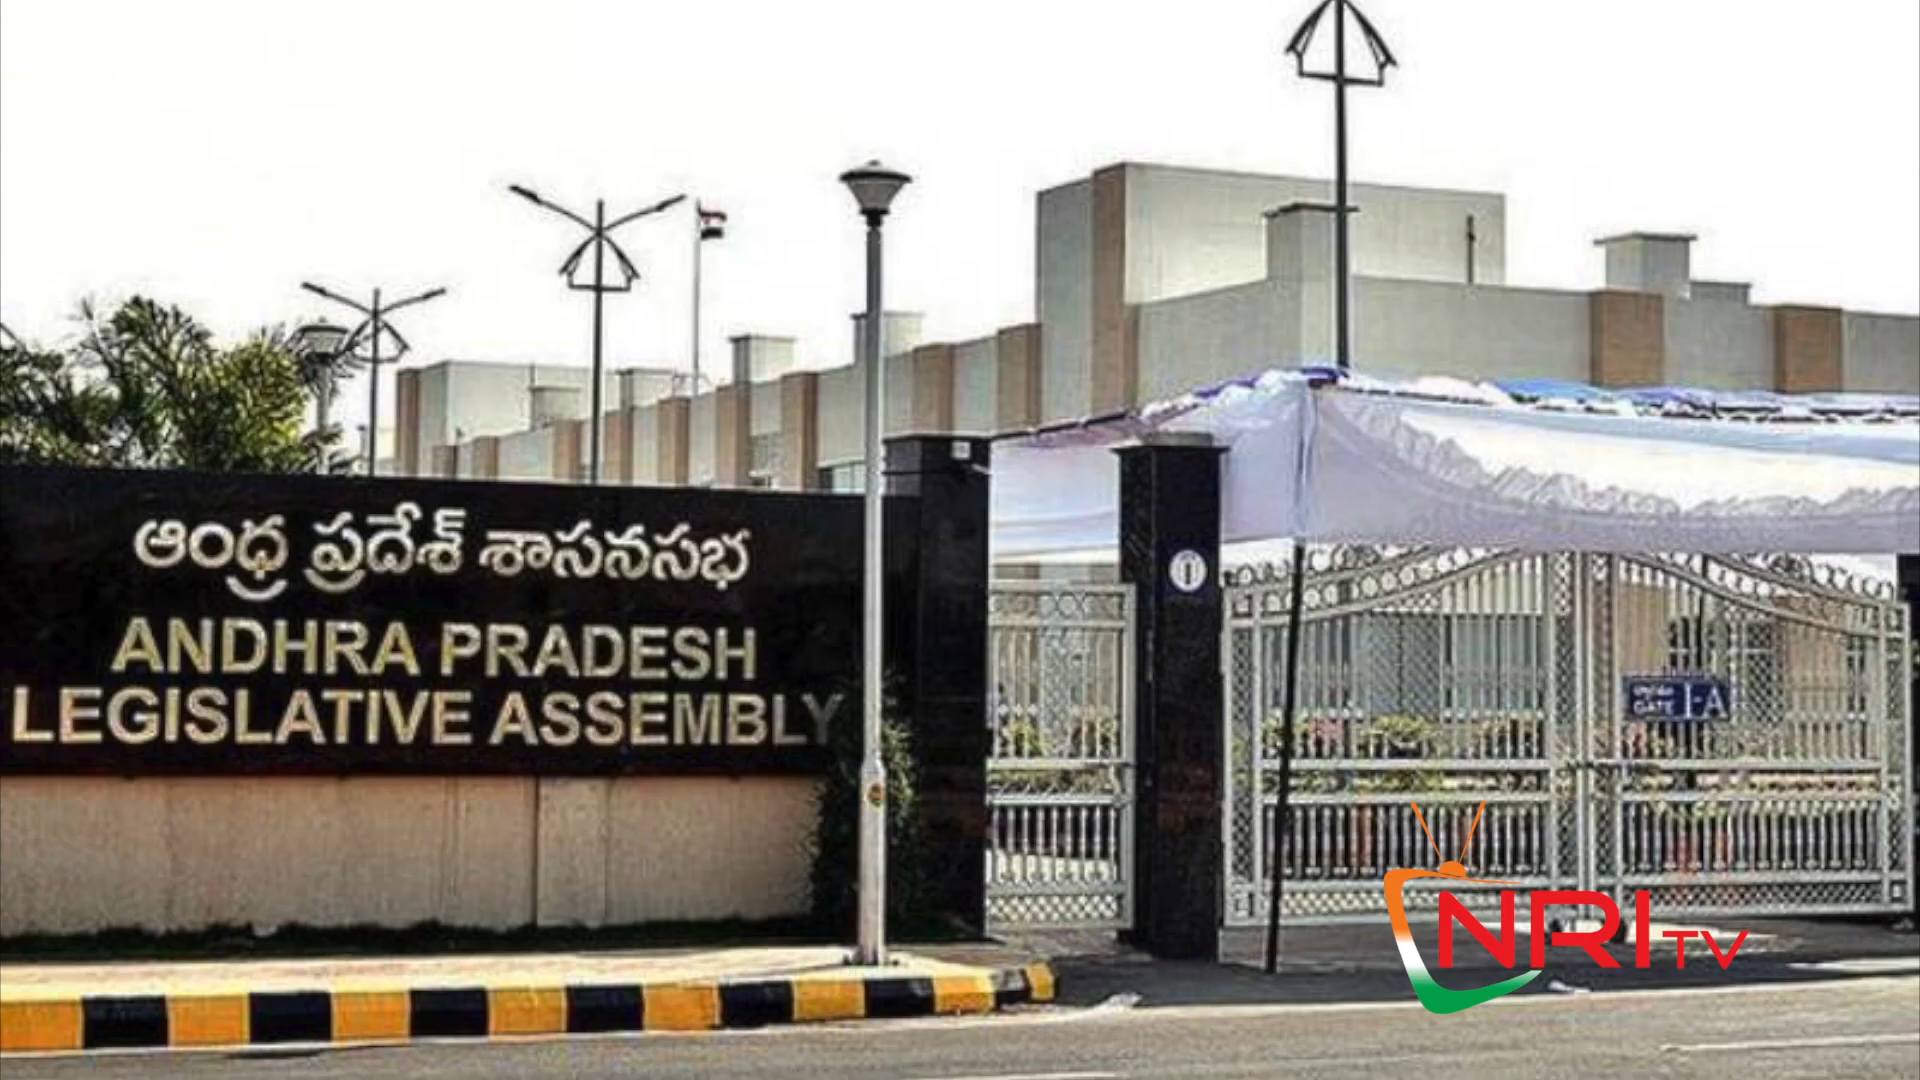 ఆంధ్ర ప్రదేశ్ శాసనసభ
ANDHRA PRADESH
LEGISLATIVE ASSEMBLY
1
GATE I-A
NRI TV